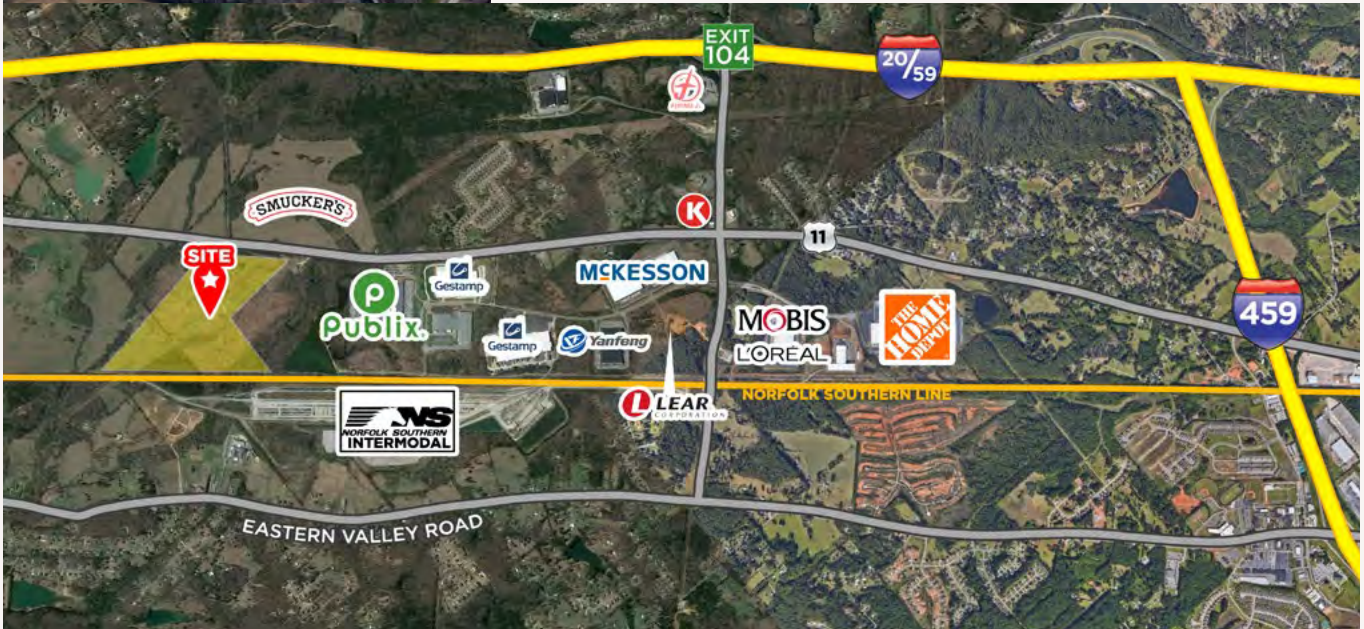 EXIT
104
20/59
SMUCKER'S
K
11
SITE
Gestamp
McKESSON
Publix.
MOBIS
THE
HOME
DEPOT
459
Gestamp
Yanfeng
L'ORÉAL
NORFOLK SOUTHERN LINE
LEAR
CORPORATION
NS
NORFOLK SOUTHERN
INTERMODAL
EASTERN VALLEY ROAD